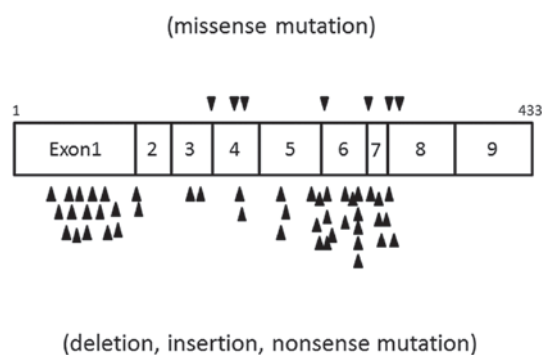 (missense mutation)
1 433
Exon1 2 3 4 5 6 7 8 9
(deletion, insertion, nonsense mutation)